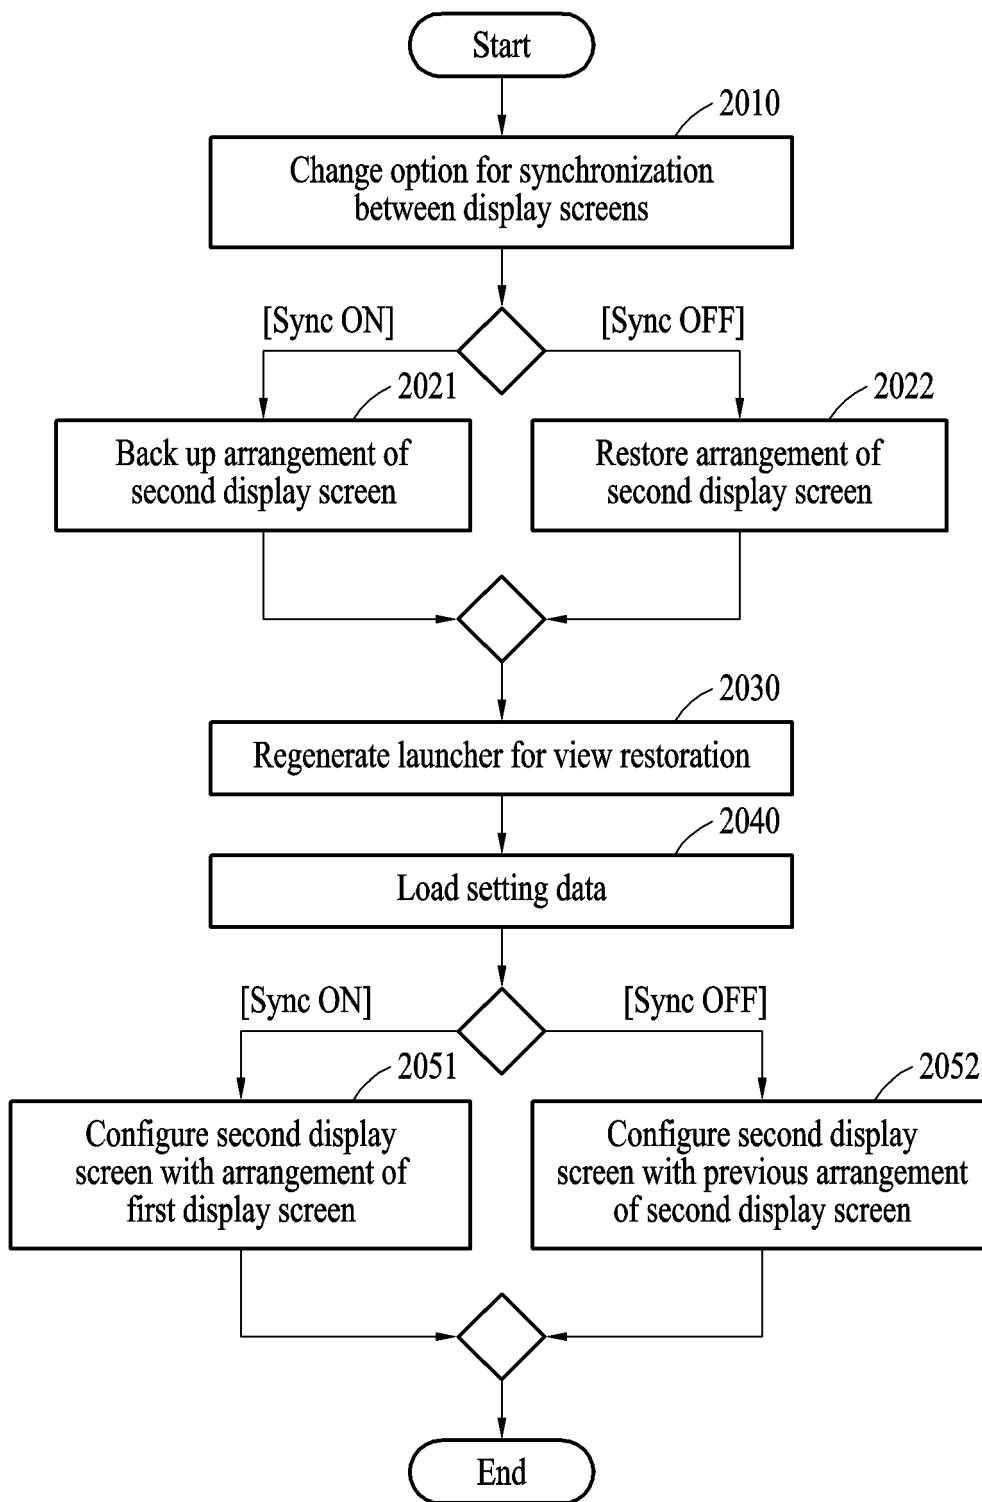 Start
2010
Change option for synchronization
between display screens
[Sync ON]
[Sync OFF]
2021
2022
Back up arrangement of
second display screen
Restore arrangement of
second display screen
2030
Regenerate launcher for view restoration
2040
Load setting data
[Sync ON]
[Sync OFF]
2051
2052
Configure second display
screen with arrangement of
first display screen
Configure second display
screen with previous arrangement
of second display screen
End